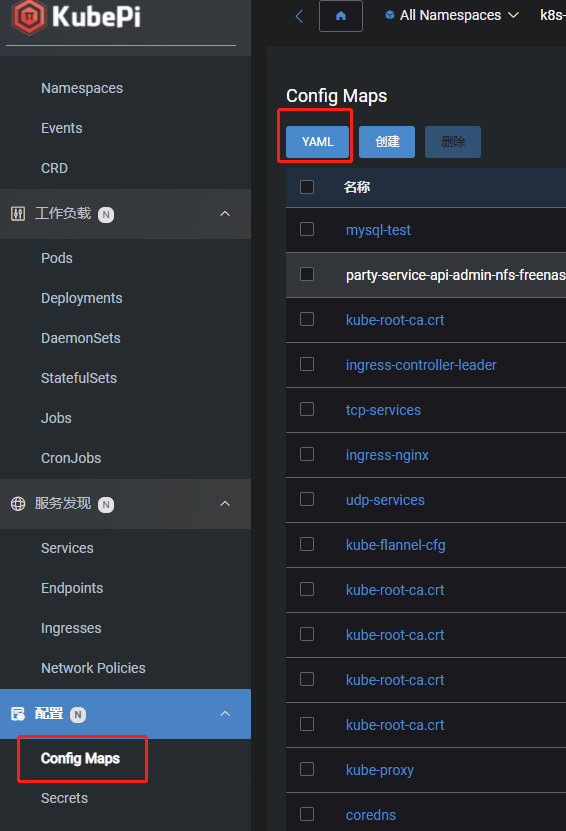 KubePi
Namespaces
Events
CRD
工作负载 N
Pods
Deployments
DaemonSets
StatefulSets
Jobs
CronJobs
服务发现 N
Services
Endpoints
Ingresses
Network Policies
配置 N
Config Maps
Secrets
All Namespaces
k8s-
Config Maps
YAML 创建 删除
名称
mysql-test
party-service-api-admin-nfs-freenas
kube-root-ca.crt
ingress-controller-leader
tcp-services
ingress-nginx
udp-services
kube-flannel-cfg
kube-root-ca.crt
kube-root-ca.crt
kube-root-ca.crt
kube-root-ca.crt
kube-proxy
coredns